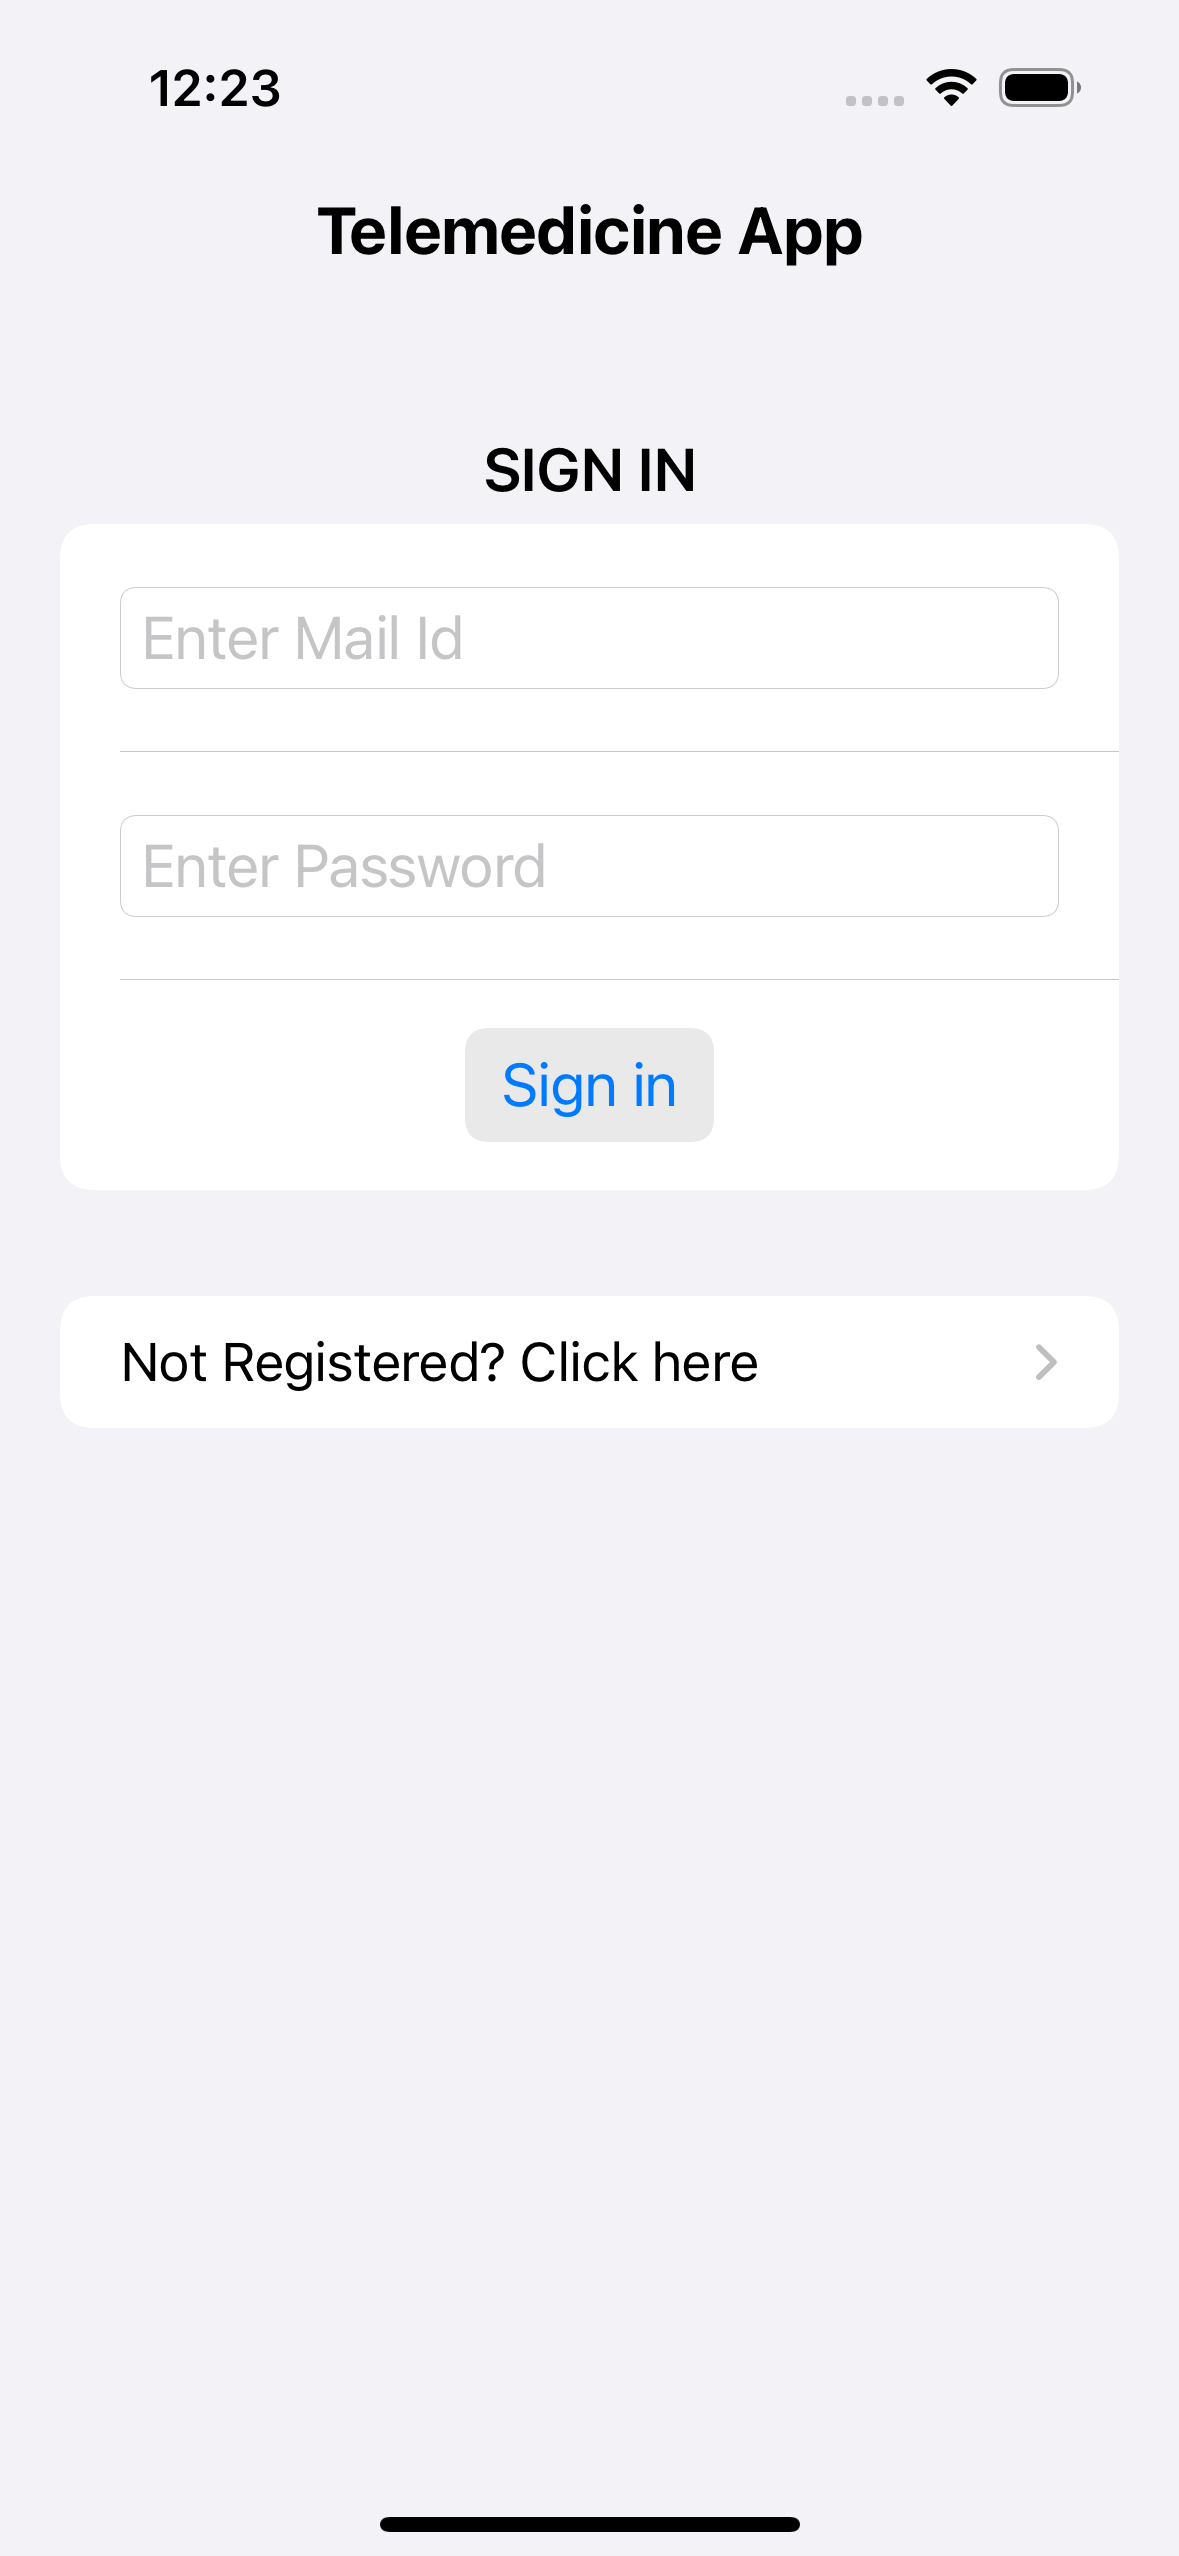 12:23
Telemedicine App
SIGN IN
Enter Mail Id
Enter Password
Sign in
Not Registered? Click here